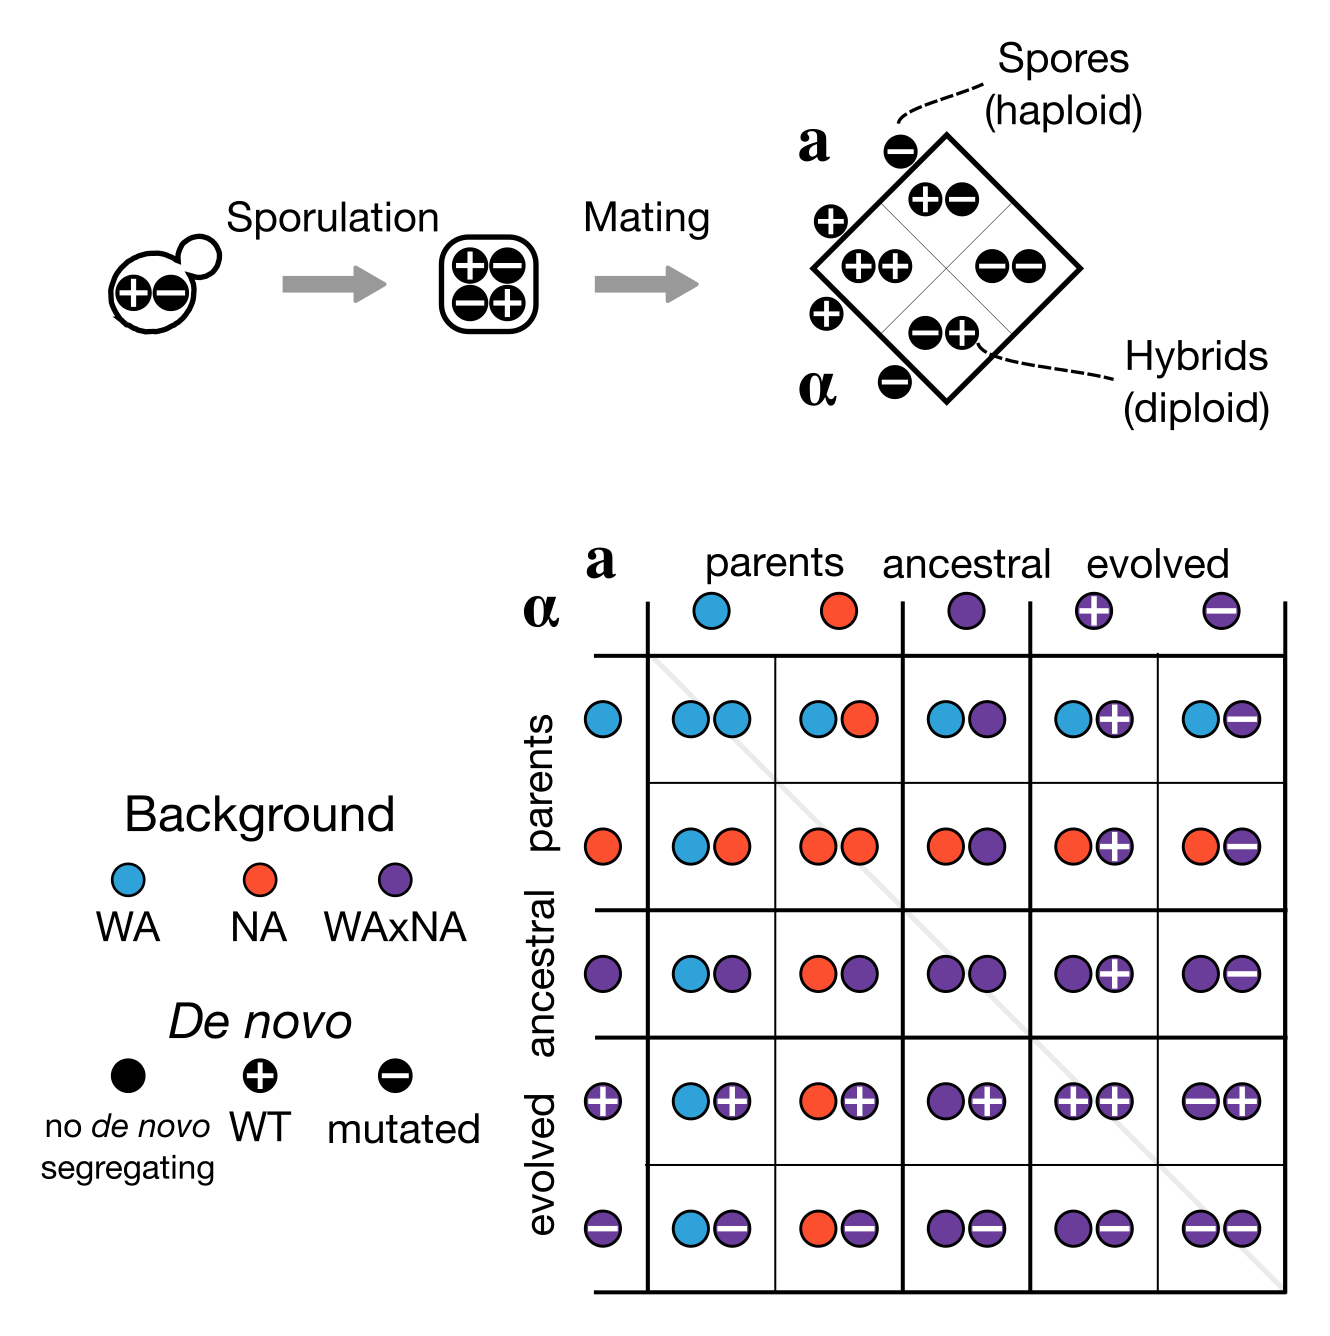 Spores
(haploid)
a
Sporulation
Mating
Hybrids
(diploid)
α
a
parents
ancestral
evolved
α
parents
ancestral
evolved
Background
WA
NA
WAxNA
De novo
no de novo
segregating
WT
mutated